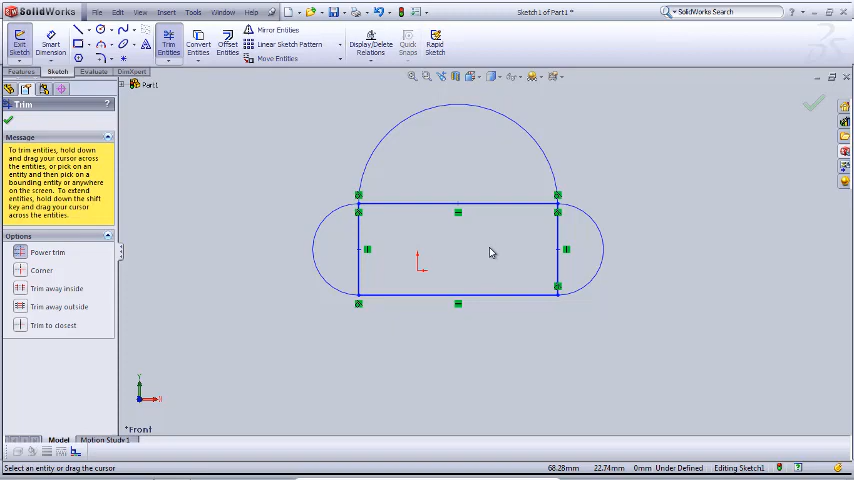 SolidWorks
File Edit View Insert Tools Window Help
Sketch1 of Part1 *
SolidWorks Search
Exit Sketch
Smart Dimension
Trim Entities
Convert Entities
Offset Entities
Mirror Entities
Linear Sketch Pattern
Move Entities
Display/Delete Relations
Quick Snaps
Rapid Sketch
Features Sketch Evaluate DimXpert
Part1
Trim
?
Message
To trim entities, hold down
and drag your cursor across
the entities, or pick on an
entity and then pick on a
bounding entity or anywhere
on the screen. To extend
entities, hold down the shift
key and drag your cursor
across the entities.
Options
Power trim
Corner
Trim away inside
Trim away outside
Trim to closest
Y
X
*Front
Model Motion Study 1
Select an entity or drag the cursor
68.28mm 22.74mm 0mm Under Defined Editing Sketch1